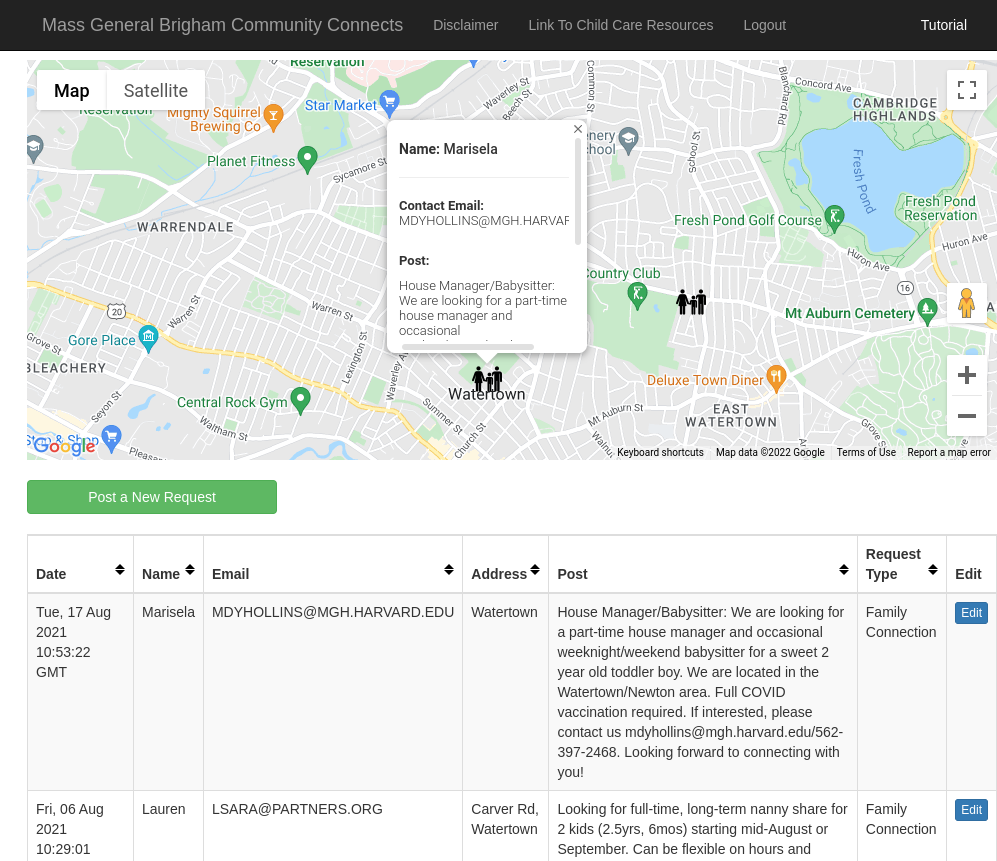 Mass General Brigham Community Connects Disclaimer Link To Child Care Resources Logout Tutorial
Reservation
Map Satellite
Reservation
Mighty Squirrel
Brewing Co
Star Market
Waverley St
Beech St
Common St
Blanchard Rd
Concord Ave
CAMBRIDGE
HIGHLANDS
Planet Fitness
Sycamore St
School St
Fresh Pond
Fresh Pond
Reservation
Fresh Pond Golf Course
WARRENDALE
Huron Ave
Huron Ave
Name: Marisela
Contact Email:
MDYHOLLINS@MGH.HARVAR
Post:
House Manager/Babysitter:
We are looking for a part-time
house manager and
occasional
Country Club
16
Mt Auburn Cemetery
20
Warren St
Warren St
Grove St
Gore Place
BLEACHERY
Lexington St
Waverley Av
Watertown
Deluxe Town Diner
EAST
WATERTOWN
Central Rock Gym
Seyon St
Waltham St
Summer St
Church St
Mt Auburn St
Walnut
Grove St
Stop & Shop
Google
Pleasa
Keyboard shortcuts Map data ©2022 Google Terms of Use Report a map error
Post a New Request
Date Name Email Address Post Request Type Edit
Tue, 17 Aug
2021
10:53:22
GMT
Marisela
MDYHOLLINS@MGH.HARVARD.EDU
Watertown
House Manager/Babysitter: We are looking for
a part-time house manager and occasional
weeknight/weekend babysitter for a sweet 2
year old toddler boy. We are located in the
Watertown/Newton area. Full COVID
vaccination required. If interested, please
contact us mdyhollins@mgh.harvard.edu/562-
397-2468. Looking forward to connecting with
you!
Family
Connection
Edit
Fri, 06 Aug
2021
10:29:01
Lauren
LSARA@PARTNERS.ORG
Carver Rd,
Watertown
Looking for full-time, long-term nanny share for
2 kids (2.5yrs, 6mos) starting mid-August or
September. Can be flexible on hours and
Family
Connection
Edit